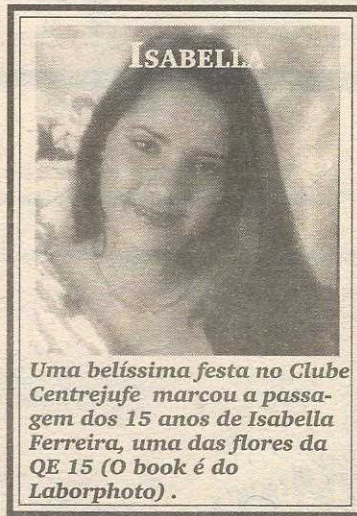 ISABELLA
Uma belíssima festa no Clube
Centrejufe marcou a passa-
gem dos 15 anos de Isabella
Ferreira, uma das flores da
QE 15 (O book é do
Laborphoto) .